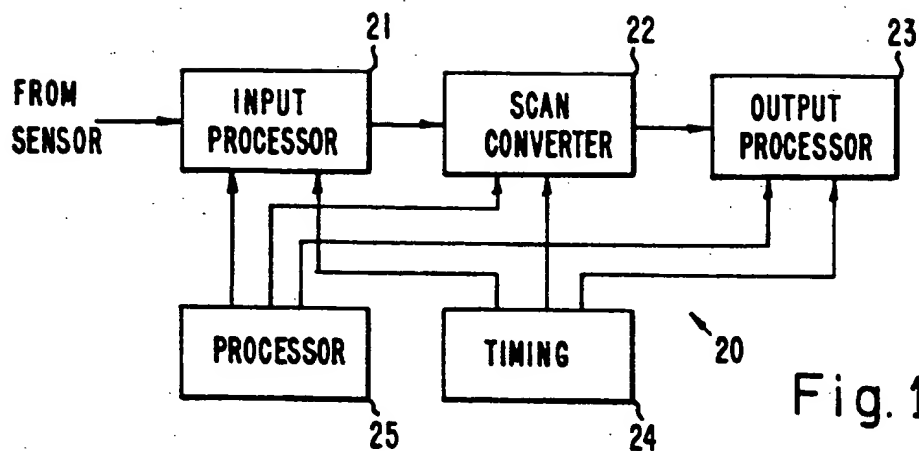 21
22
23
FROM
SENSOR
INPUT
PROCESSOR
SCAN
CONVERTER
OUTPUT
PROCESSOR
PROCESSOR
TIMING
20
25
24
Fig. 1